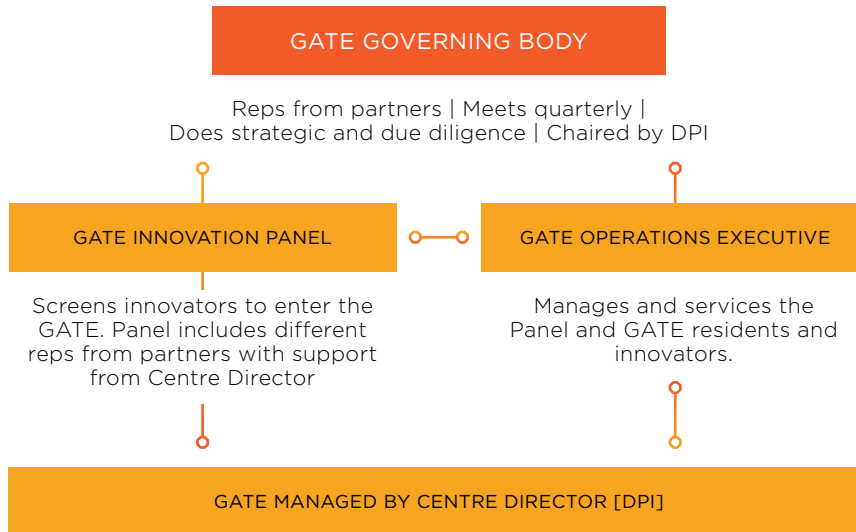 GATE GOVERNING BODY
Reps from partners | Meets quarterly |
Does strategic and due diligence | Chaired by DPI
GATE INNOVATION PANEL
GATE OPERATIONS EXECUTIVE
Screens innovators to enter the
GATE. Panel includes different
reps from partners with support
from Centre Director
Manages and services the
Panel and GATE residents and
innovators.
GATE MANAGED BY CENTRE DIRECTOR [DPI]